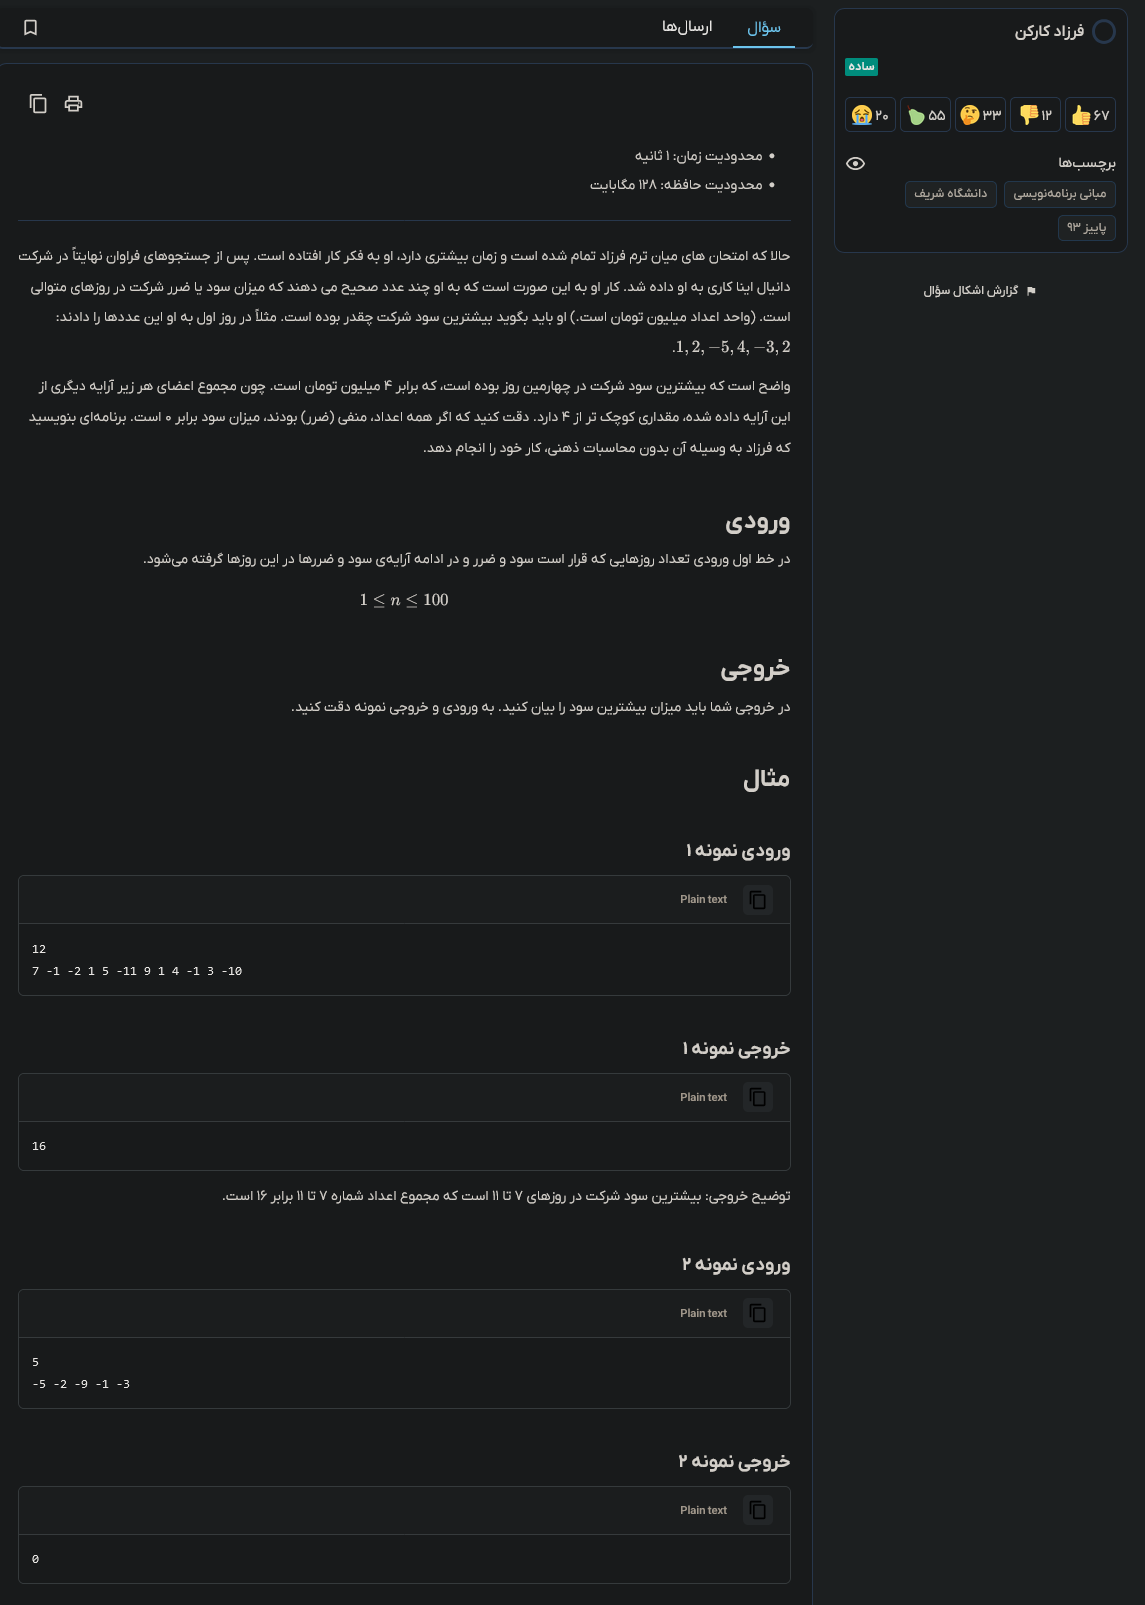 سؤال
ارسال‌ها
فرزاد کارکن
ساده
۶۷
۱۲
۳۳
۵۵
۲۰
برچسب‌ها
مبانی برنامه‌نویسی
دانشگاه شریف
پاییز ۹۳
گزارش اشکال سؤال
• محدودیت زمان: ۱ ثانیه
• محدودیت حافظه: ۱۲۸ مگابایت
حالا که امتحان های میان ترم فرزاد تمام شده است و زمان بیشتری دارد، او به فکر کار افتاده است. پس از جستجوهای فراوان نهایتاً در شرکت
دانیال اینا کاری به او داده شد. کار او به این صورت است که به او چند عدد صحیح می دهند که میزان سود یا ضرر شرکت در روزهای متوالی
است. (واحد اعداد میلیون تومان است.) او باید بگوید بیشترین سود شرکت چقدر بوده است. مثلاً در روز اول به او این عددها را دادند:
.1, 2, −5, 4, −3, 2
واضح است که بیشترین سود شرکت در چهارمین روز بوده است، که برابر ۴ میلیون تومان است. چون مجموع اعضای هر زیر آرایه دیگری از
این آرایه داده شده، مقداری کوچک تر از ۴ دارد. دقت کنید که اگر همه اعداد، منفی (ضرر) بودند، میزان سود برابر ۰ است. برنامه‌ای بنویسید
که فرزاد به وسیله آن بدون محاسبات ذهنی، کار خود را انجام دهد.
ورودی
در خط اول ورودی تعداد روزهایی که قرار است سود و ضرر و در ادامه آرایه‌ی سود و ضررها در این روزها گرفته می‌شود.
1 ≤ n ≤ 100
خروجی
در خروجی شما باید میزان بیشترین سود را بیان کنید. به ورودی و خروجی نمونه دقت کنید.
مثال
ورودی نمونه ۱
Plain text
12
7 -1 -2 1 5 -11 9 1 4 -1 3 -10
خروجی نمونه ۱
Plain text
16
توضیح خروجی: بیشترین سود شرکت در روزهای ۷ تا ۱۱ است که مجموع اعداد شماره ۷ تا ۱۱ برابر ۱۶ است.
ورودی نمونه ۲
Plain text
5
-5 -2 -9 -1 -3
خروجی نمونه ۲
Plain text
0